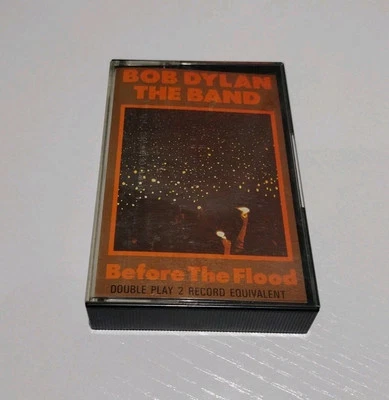 BOB DYLAN
THE BAND
Before The Flood
DOUBLE PLAY 2 RECORD EQUIVALENT